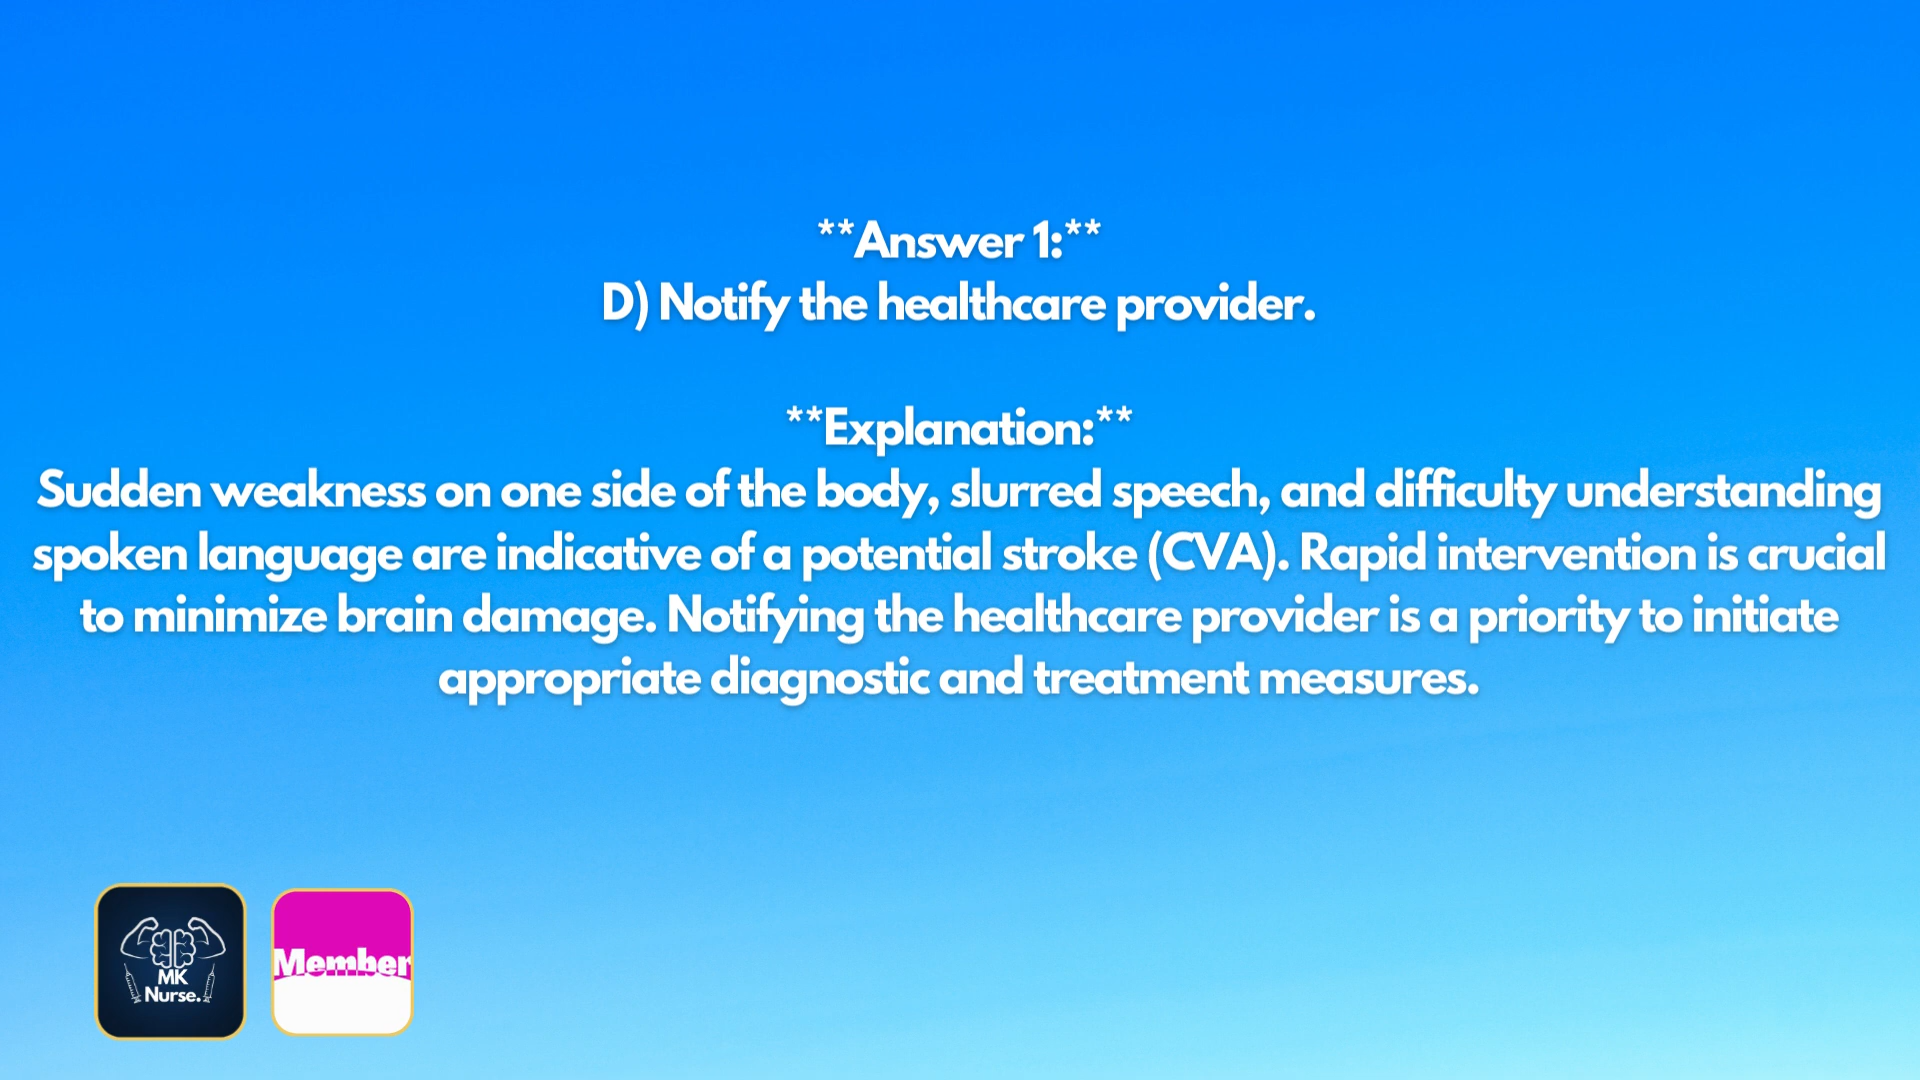 **Answer 1:**
D) Notify the healthcare provider.
**Explanation:**
Sudden weakness on one side of the body, slurred speech, and difficulty understanding
spoken language are indicative of a potential stroke (CVA). Rapid intervention is crucial
to minimize brain damage. Notifying the healthcare provider is a priority to initiate
appropriate diagnostic and treatment measures.
MK
Nurse.
Member